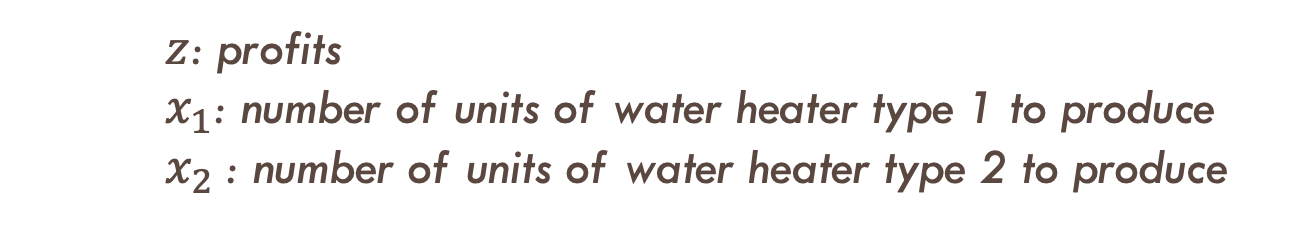 z: profits
x₁: number of units of water heater type 1 to produce
x₂ : number of units of water heater type 2 to produce